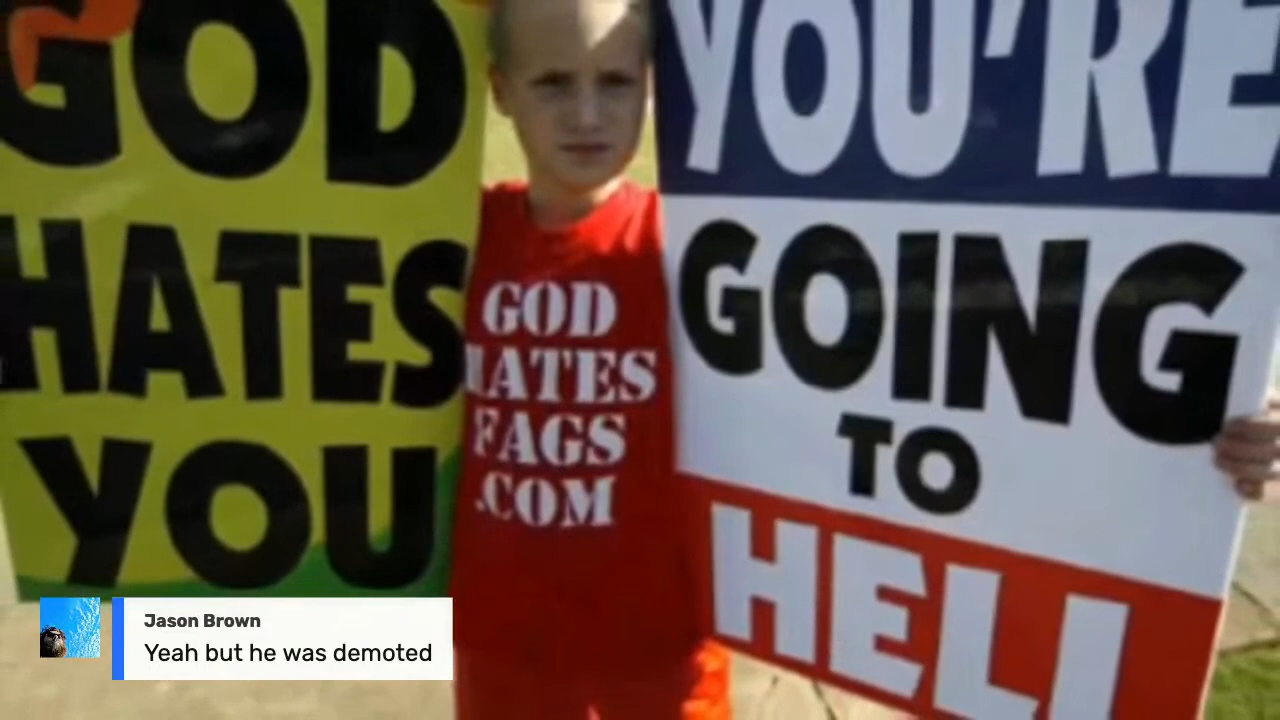 GOD
HATES
YOU
GOD
HATES
FAGS
.COM
YOU'RE
GOING
TO
HELL
Jason Brown
Yeah but he was demoted